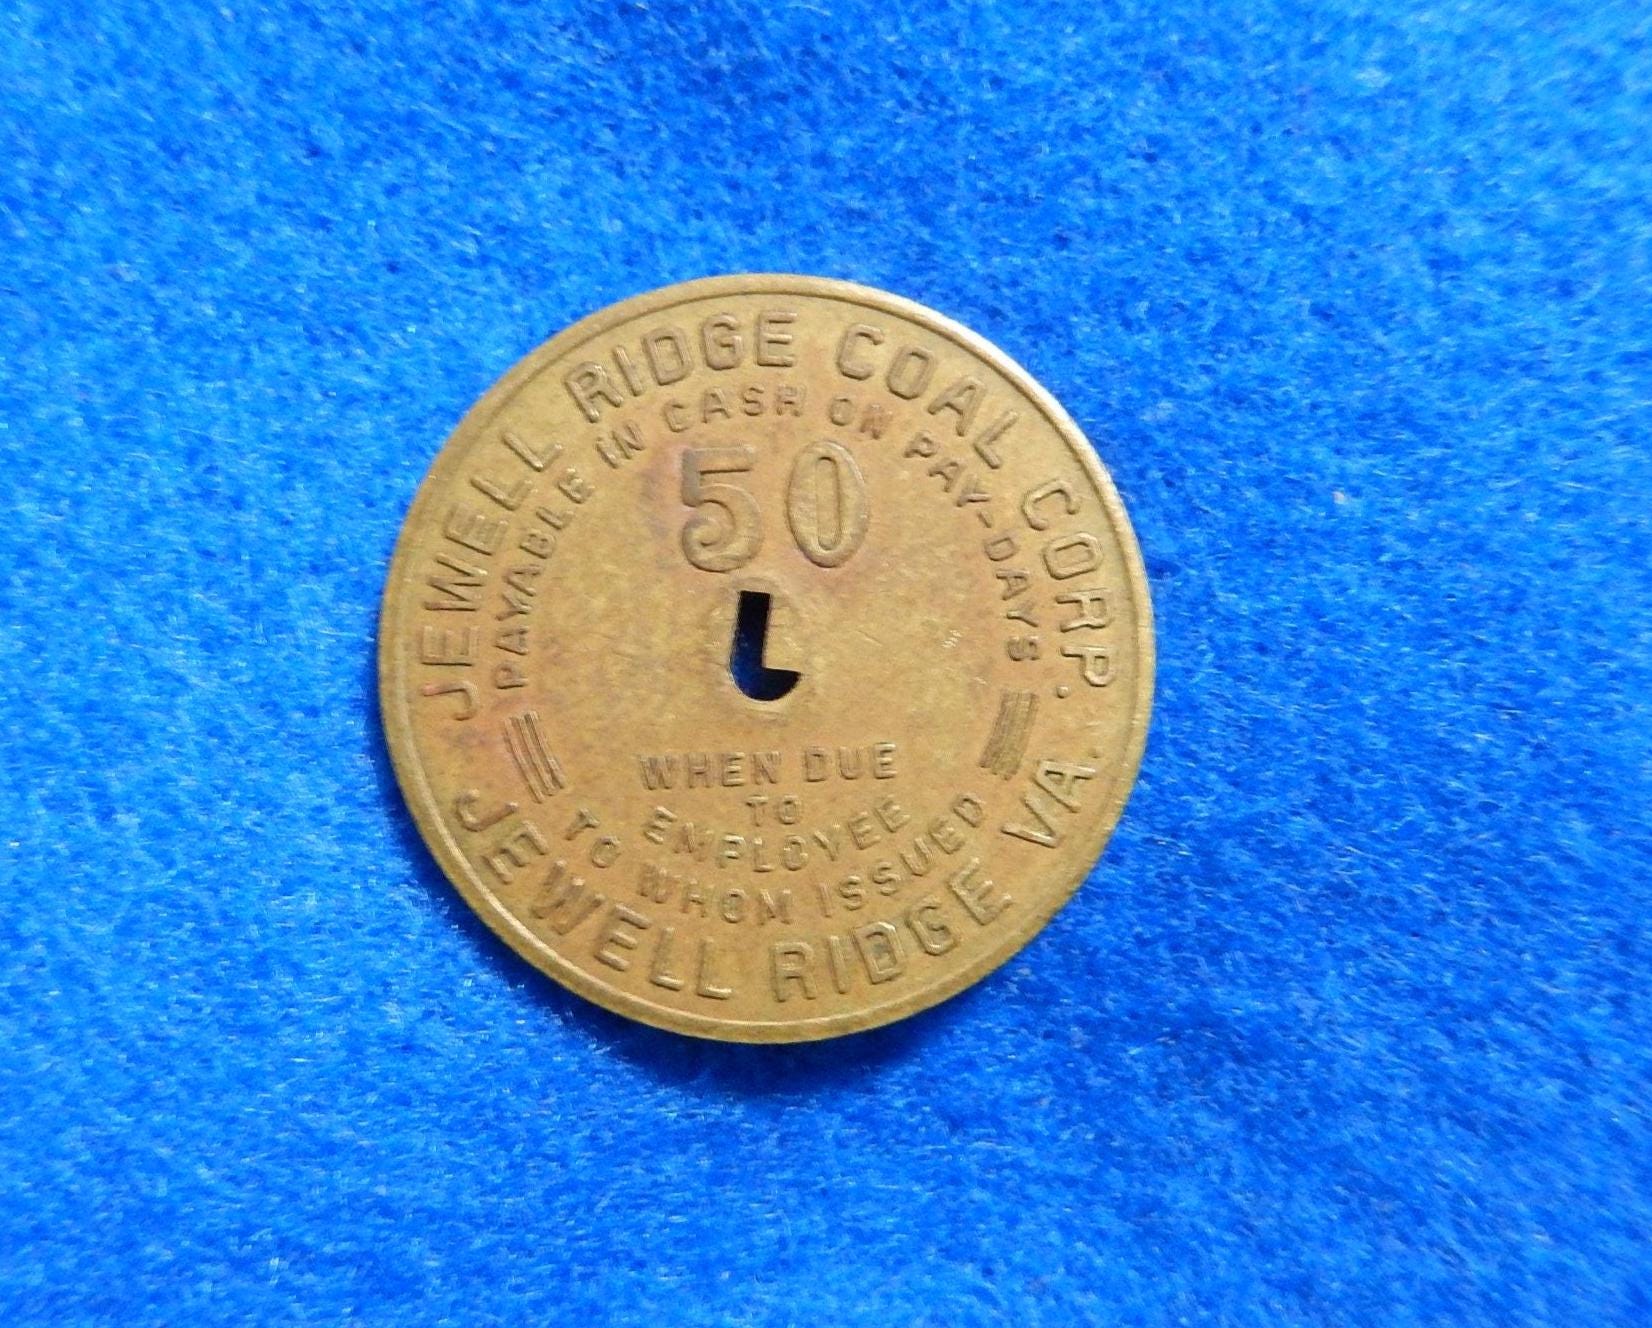 JEWELL RIDGE COAL CORP.
PAYABLE IN CASH ON PAY-DAYS
50
WHEN DUE
TO
EMPLOYEE
TO WHOM ISSUED
JEWELL RIDGE VA.